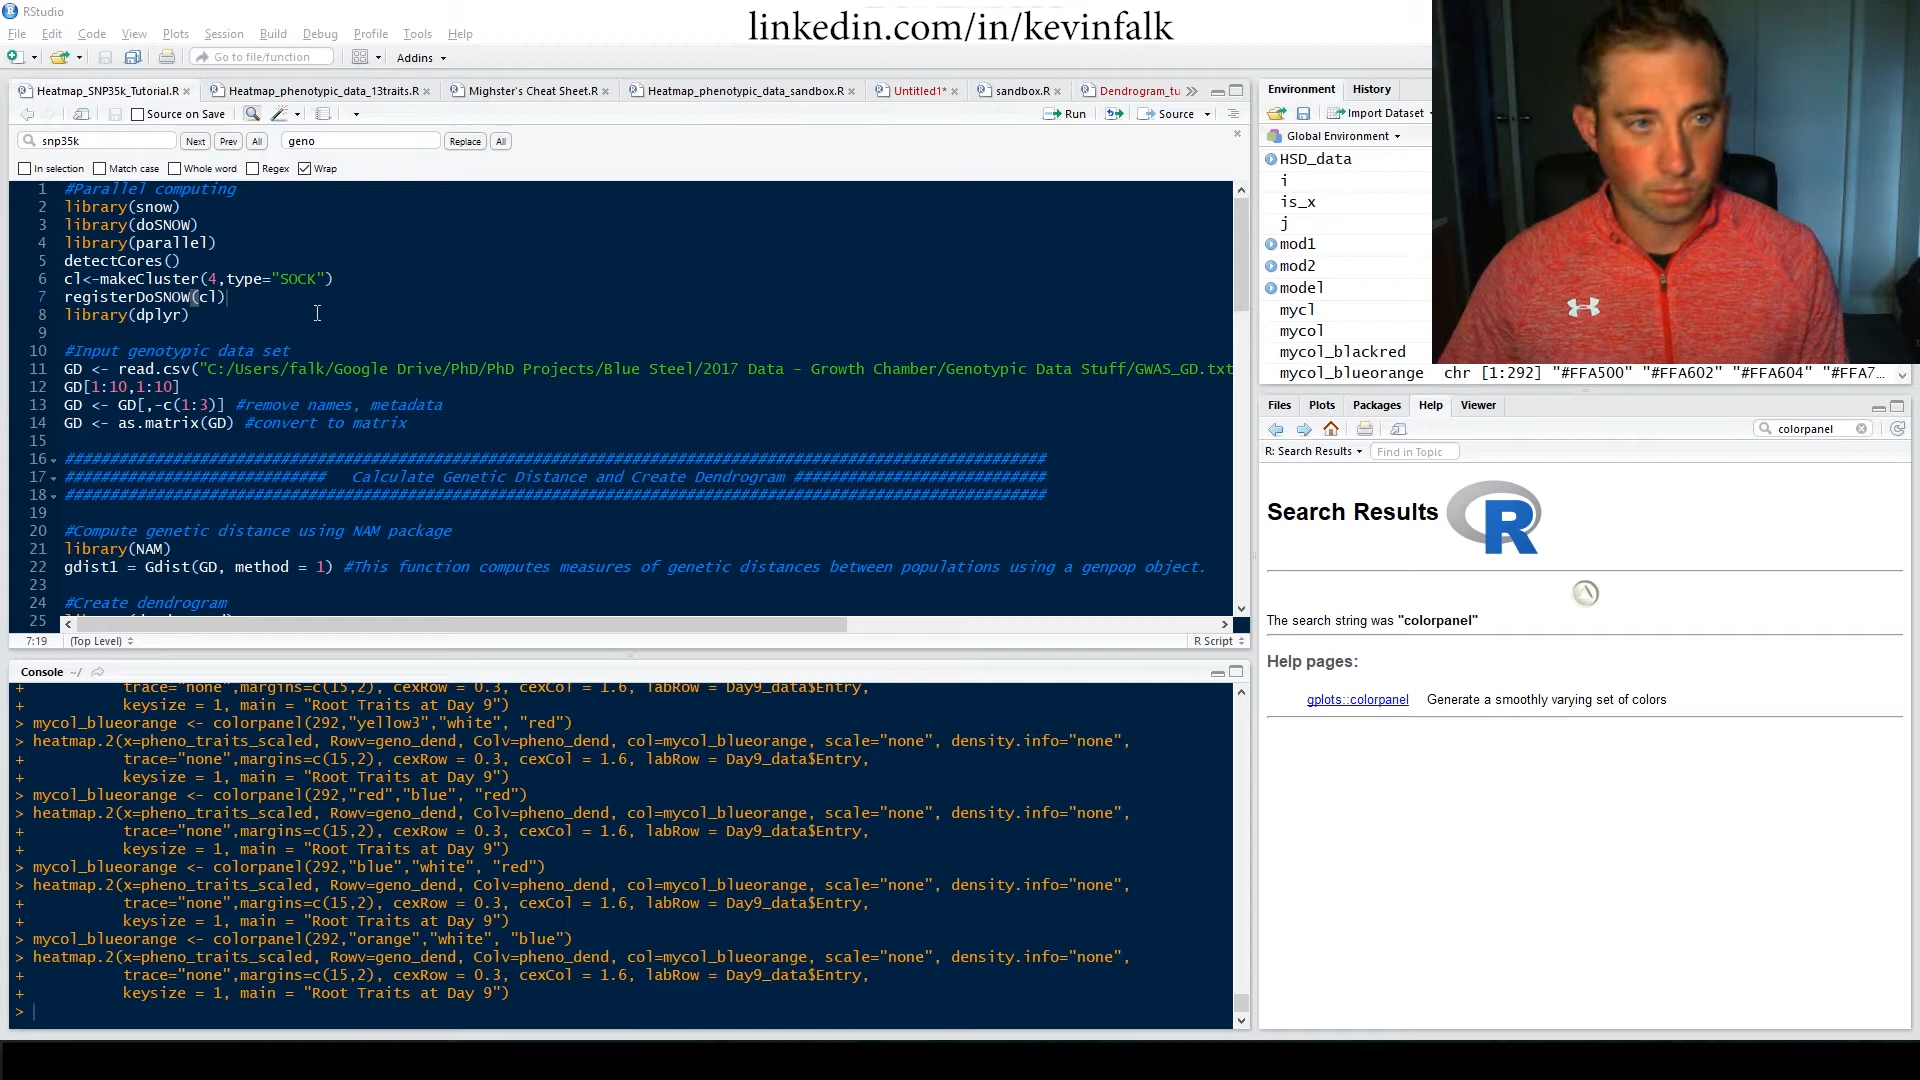 RStudio
linkedin.com/in/kevinfalk
File Edit Code View Plots Session Build Debug Profile Tools Help
Go to file/function Addins
Heatmap_SNP35k_Tutorial.R Heatmap_phenotypic_data_13traits.R Mighster's Cheat Sheet.R Heatmap_phenotypic_data_sandbox.R Untitled1* sandbox.R Dendrogram_tu
Source on Save Run Source
snp35k Next Prev All geno Replace All
In selection Match case Whole word Regex Wrap
1 #Parallel computing
2 library(snow)
3 library(doSNOW)
4 library(parallel)
5 detectCores()
6 cl<-makeCluster(4,type="SOCK")
7 registerDoSNOW(cl)
8 library(dplyr)
9
10 #Input genotypic data set
11 GD <- read.csv("C:/Users/falk/Google Drive/PhD/PhD Projects/Blue Steel/2017 Data - Growth Chamber/Genotypic Data Stuff/GWAS_GD.txt
12 GD[1:10,1:10]
13 GD <- GD[,-c(1:3)] #remove names, metadata
14 GD <- as.matrix(GD) #convert to matrix
15
16 #############################################################################################################
17 ############################# Calculate Genetic Distance and Create Dendrogram ############################
18 #############################################################################################################
19
20 #Compute genetic distance using NAM package
21 library(NAM)
22 gdist1 = Gdist(GD, method = 1) #This function computes measures of genetic distances between populations using a genpop object.
23
24 #Create dendrogram
25
7:19 (Top Level) R Script
Console ~/
+ trace="none",margins=c(15,2), cexRow = 0.3, cexCol = 1.6, labRow = Day9_data$Entry,
+ keysize = 1, main = "Root Traits at Day 9")
> mycol_blueorange <- colorpanel(292,"yellow3","white", "red")
> heatmap.2(x=pheno_traits_scaled, Rowv=geno_dend, Colv=pheno_dend, col=mycol_blueorange, scale="none", density.info="none",
+ trace="none",margins=c(15,2), cexRow = 0.3, cexCol = 1.6, labRow = Day9_data$Entry,
+ keysize = 1, main = "Root Traits at Day 9")
> mycol_blueorange <- colorpanel(292,"red","blue", "red")
> heatmap.2(x=pheno_traits_scaled, Rowv=geno_dend, Colv=pheno_dend, col=mycol_blueorange, scale="none", density.info="none",
+ trace="none",margins=c(15,2), cexRow = 0.3, cexCol = 1.6, labRow = Day9_data$Entry,
+ keysize = 1, main = "Root Traits at Day 9")
> mycol_blueorange <- colorpanel(292,"blue","white", "red")
> heatmap.2(x=pheno_traits_scaled, Rowv=geno_dend, Colv=pheno_dend, col=mycol_blueorange, scale="none", density.info="none",
+ trace="none",margins=c(15,2), cexRow = 0.3, cexCol = 1.6, labRow = Day9_data$Entry,
+ keysize = 1, main = "Root Traits at Day 9")
> mycol_blueorange <- colorpanel(292,"orange","white", "blue")
> heatmap.2(x=pheno_traits_scaled, Rowv=geno_dend, Colv=pheno_dend, col=mycol_blueorange, scale="none", density.info="none",
+ trace="none",margins=c(15,2), cexRow = 0.3, cexCol = 1.6, labRow = Day9_data$Entry,
+ keysize = 1, main = "Root Traits at Day 9")
>
Environment History
Import Dataset
Global Environment
HSD_data
i
is_x
j
mod1
mod2
model
mycl
mycol
mycol_blackred
mycol_blueorange chr [1:292] "#FFA500" "#FFA602" "#FFA604" "#FFA7...
Files Plots Packages Help Viewer
colorpanel
R: Search Results Find in Topic
Search Results R
The search string was "colorpanel"
Help pages:
gplots::colorpanel Generate a smoothly varying set of colors